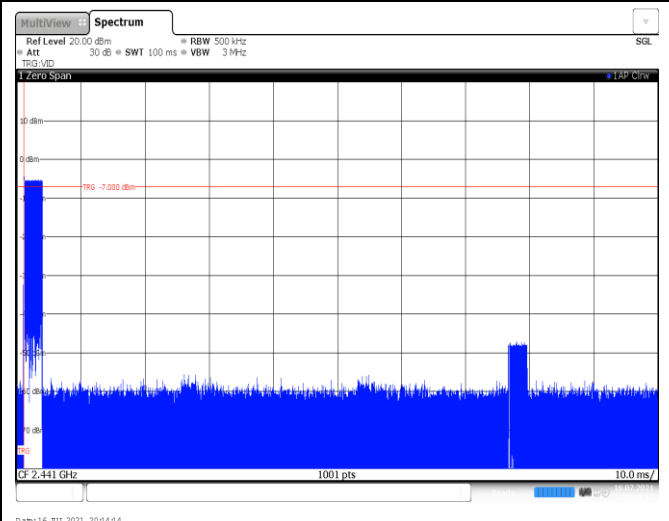 MultiView Spectrum
Ref Level 20.00 dBm RBW 500 kHz SGL
Att 30 dB SWT 100 ms VBW 3 MHz
TRG:VID
1 Zero Span 1AP Clrw
10 dBm
0 dBm
TRG -7.000 dBm
TRG
CF 2.441 GHz 1001 pts 10.0 ms/